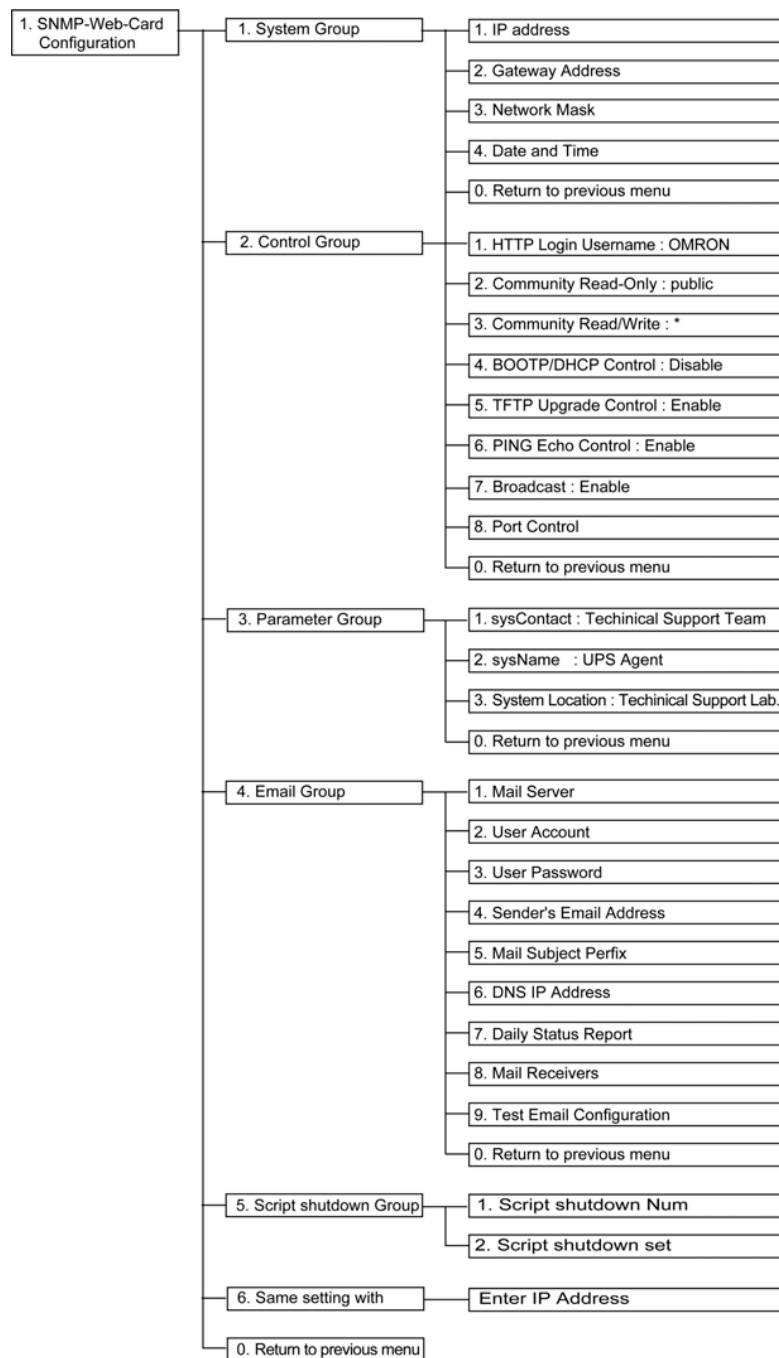 1. SNMP-Web-Card
Configuration
1. System Group
1. IP address
2. Gateway Address
3. Network Mask
4. Date and Time
0. Return to previous menu
2. Control Group
1. HTTP Login Username : OMRON
2. Community Read-Only : public
3. Community Read/Write : *
4. BOOTP/DHCP Control : Disable
5. TFTP Upgrade Control : Enable
6. PING Echo Control : Enable
7. Broadcast : Enable
8. Port Control
0. Return to previous menu
3. Parameter Group
1. sysContact : Techinical Support Team
2. sysName : UPS Agent
3. System Location : Techinical Support Lab.
0. Return to previous menu
4. Email Group
1. Mail Server
2. User Account
3. User Password
4. Sender's Email Address
5. Mail Subject Perfix
6. DNS IP Address
7. Daily Status Report
8. Mail Receivers
9. Test Email Configuration
0. Return to previous menu
5. Script shutdown Group
1. Script shutdown Num
2. Script shutdown set
6. Same setting with
Enter IP Address
0. Return to previous menu